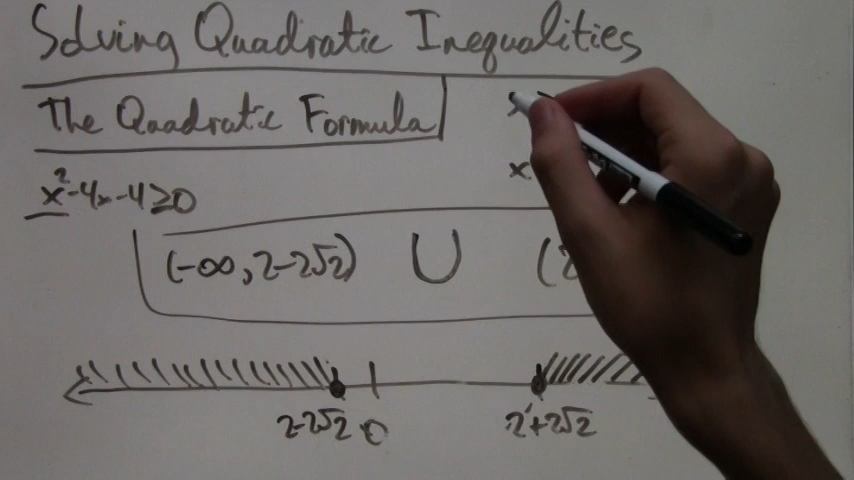 Solving Quadratic Inequalities
The Quadratic Formula
x
x²-4x-4≥0
x
(-∞,2-2√2) ∪ (2
2-2√2 0 2+2√2